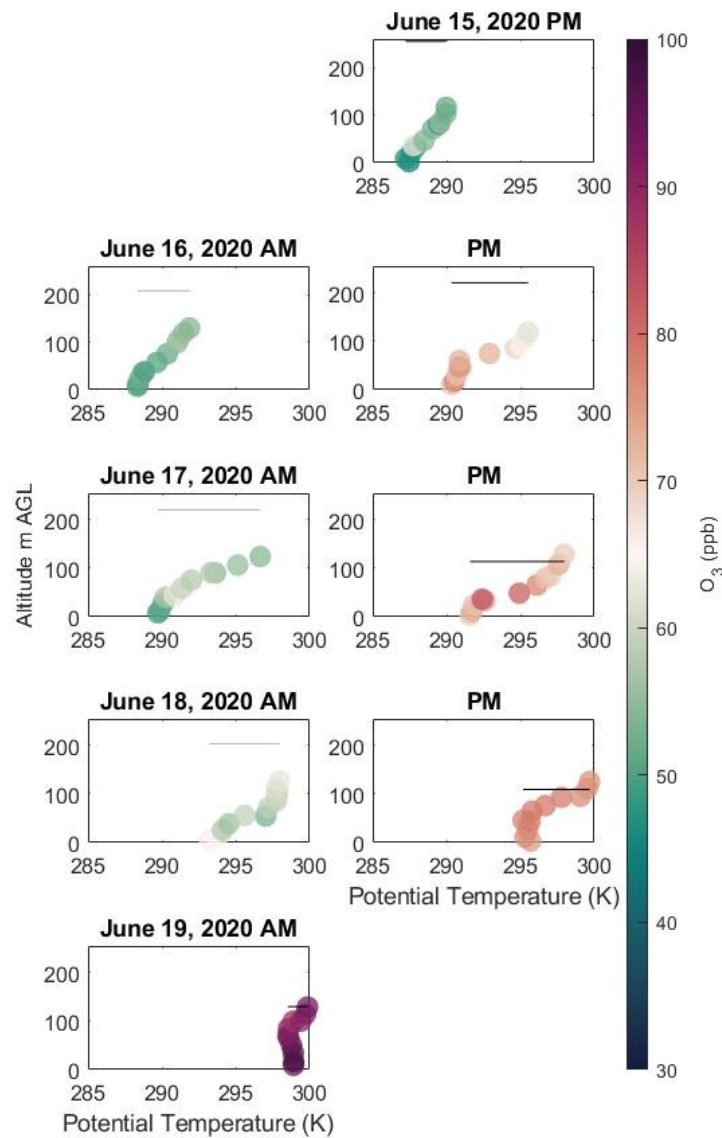 June 15, 2020 PM
200
100
0
285 290 295 300
June 16, 2020 AM
PM
200
100
0
285 290 295 300
200
100
0
285 290 295 300
June 17, 2020 AM
PM
200
100
0
285 290 295 300
200
100
0
285 290 295 300
June 18, 2020 AM
PM
200
100
0
285 290 295 300
200
100
0
285 290 295 300
Potential Temperature (K)
June 19, 2020 AM
200
100
0
285 290 295 300
Potential Temperature (K)
Altitude m AGL
100
90
80
70
60
50
40
30
O3 (ppb)